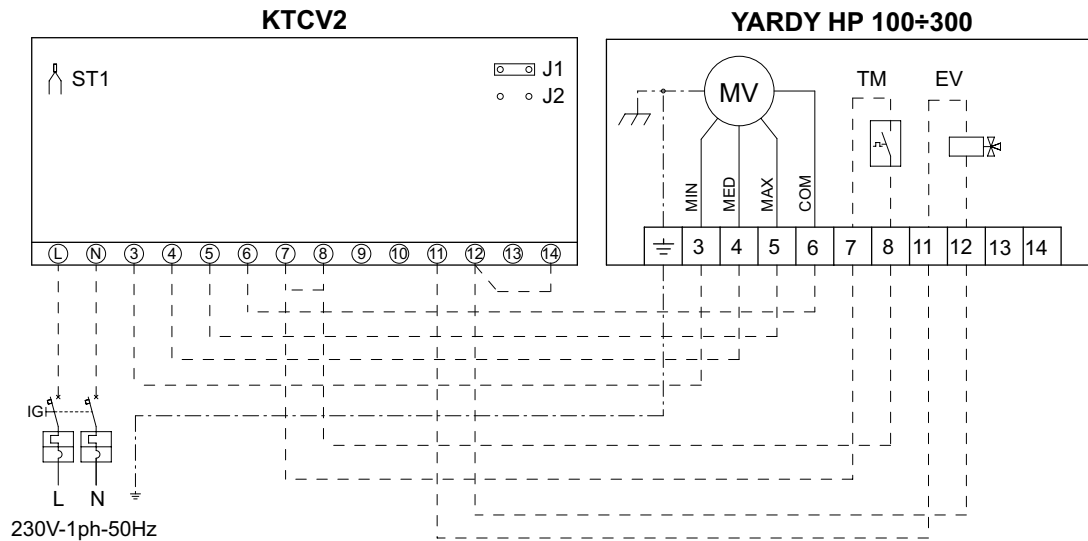 KTCV2
YARDY HP 100÷300
ST1
J1
J2
MV
TM
EV
MIN
MED
MAX
COM
L N 3 4 5 6 7 8 9 10 11 12 13 14
3 4 5 6 7 8 11 12 13 14
IG
L N
230V-1ph-50Hz